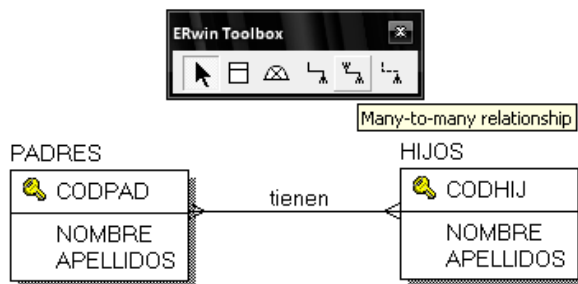 ERwin Toolbox
Many-to-many relationship
PADRES
CODPAD
NOMBRE
APELLIDOS
tienen
HIJOS
CODHIJ
NOMBRE
APELLIDOS